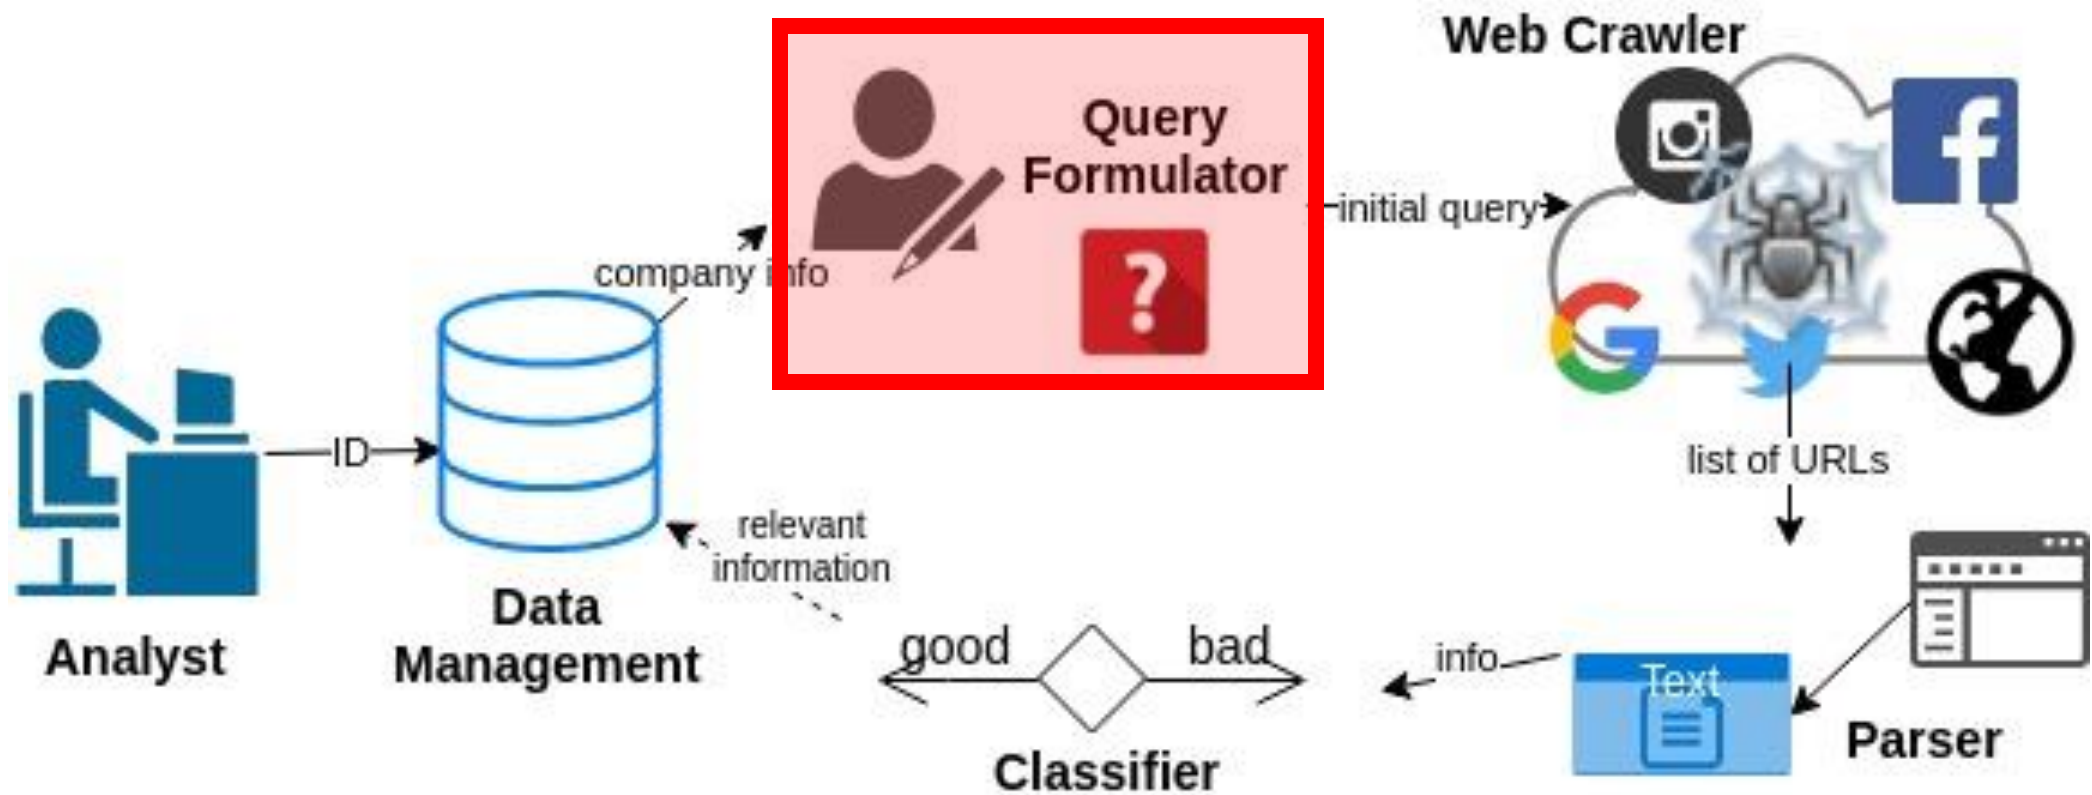 Web Crawler
Query
Formulator
initial query
company info
ID
list of URLs
relevant
information
Data
Management
Analyst
good
bad
info
Text
Parser
Classifier